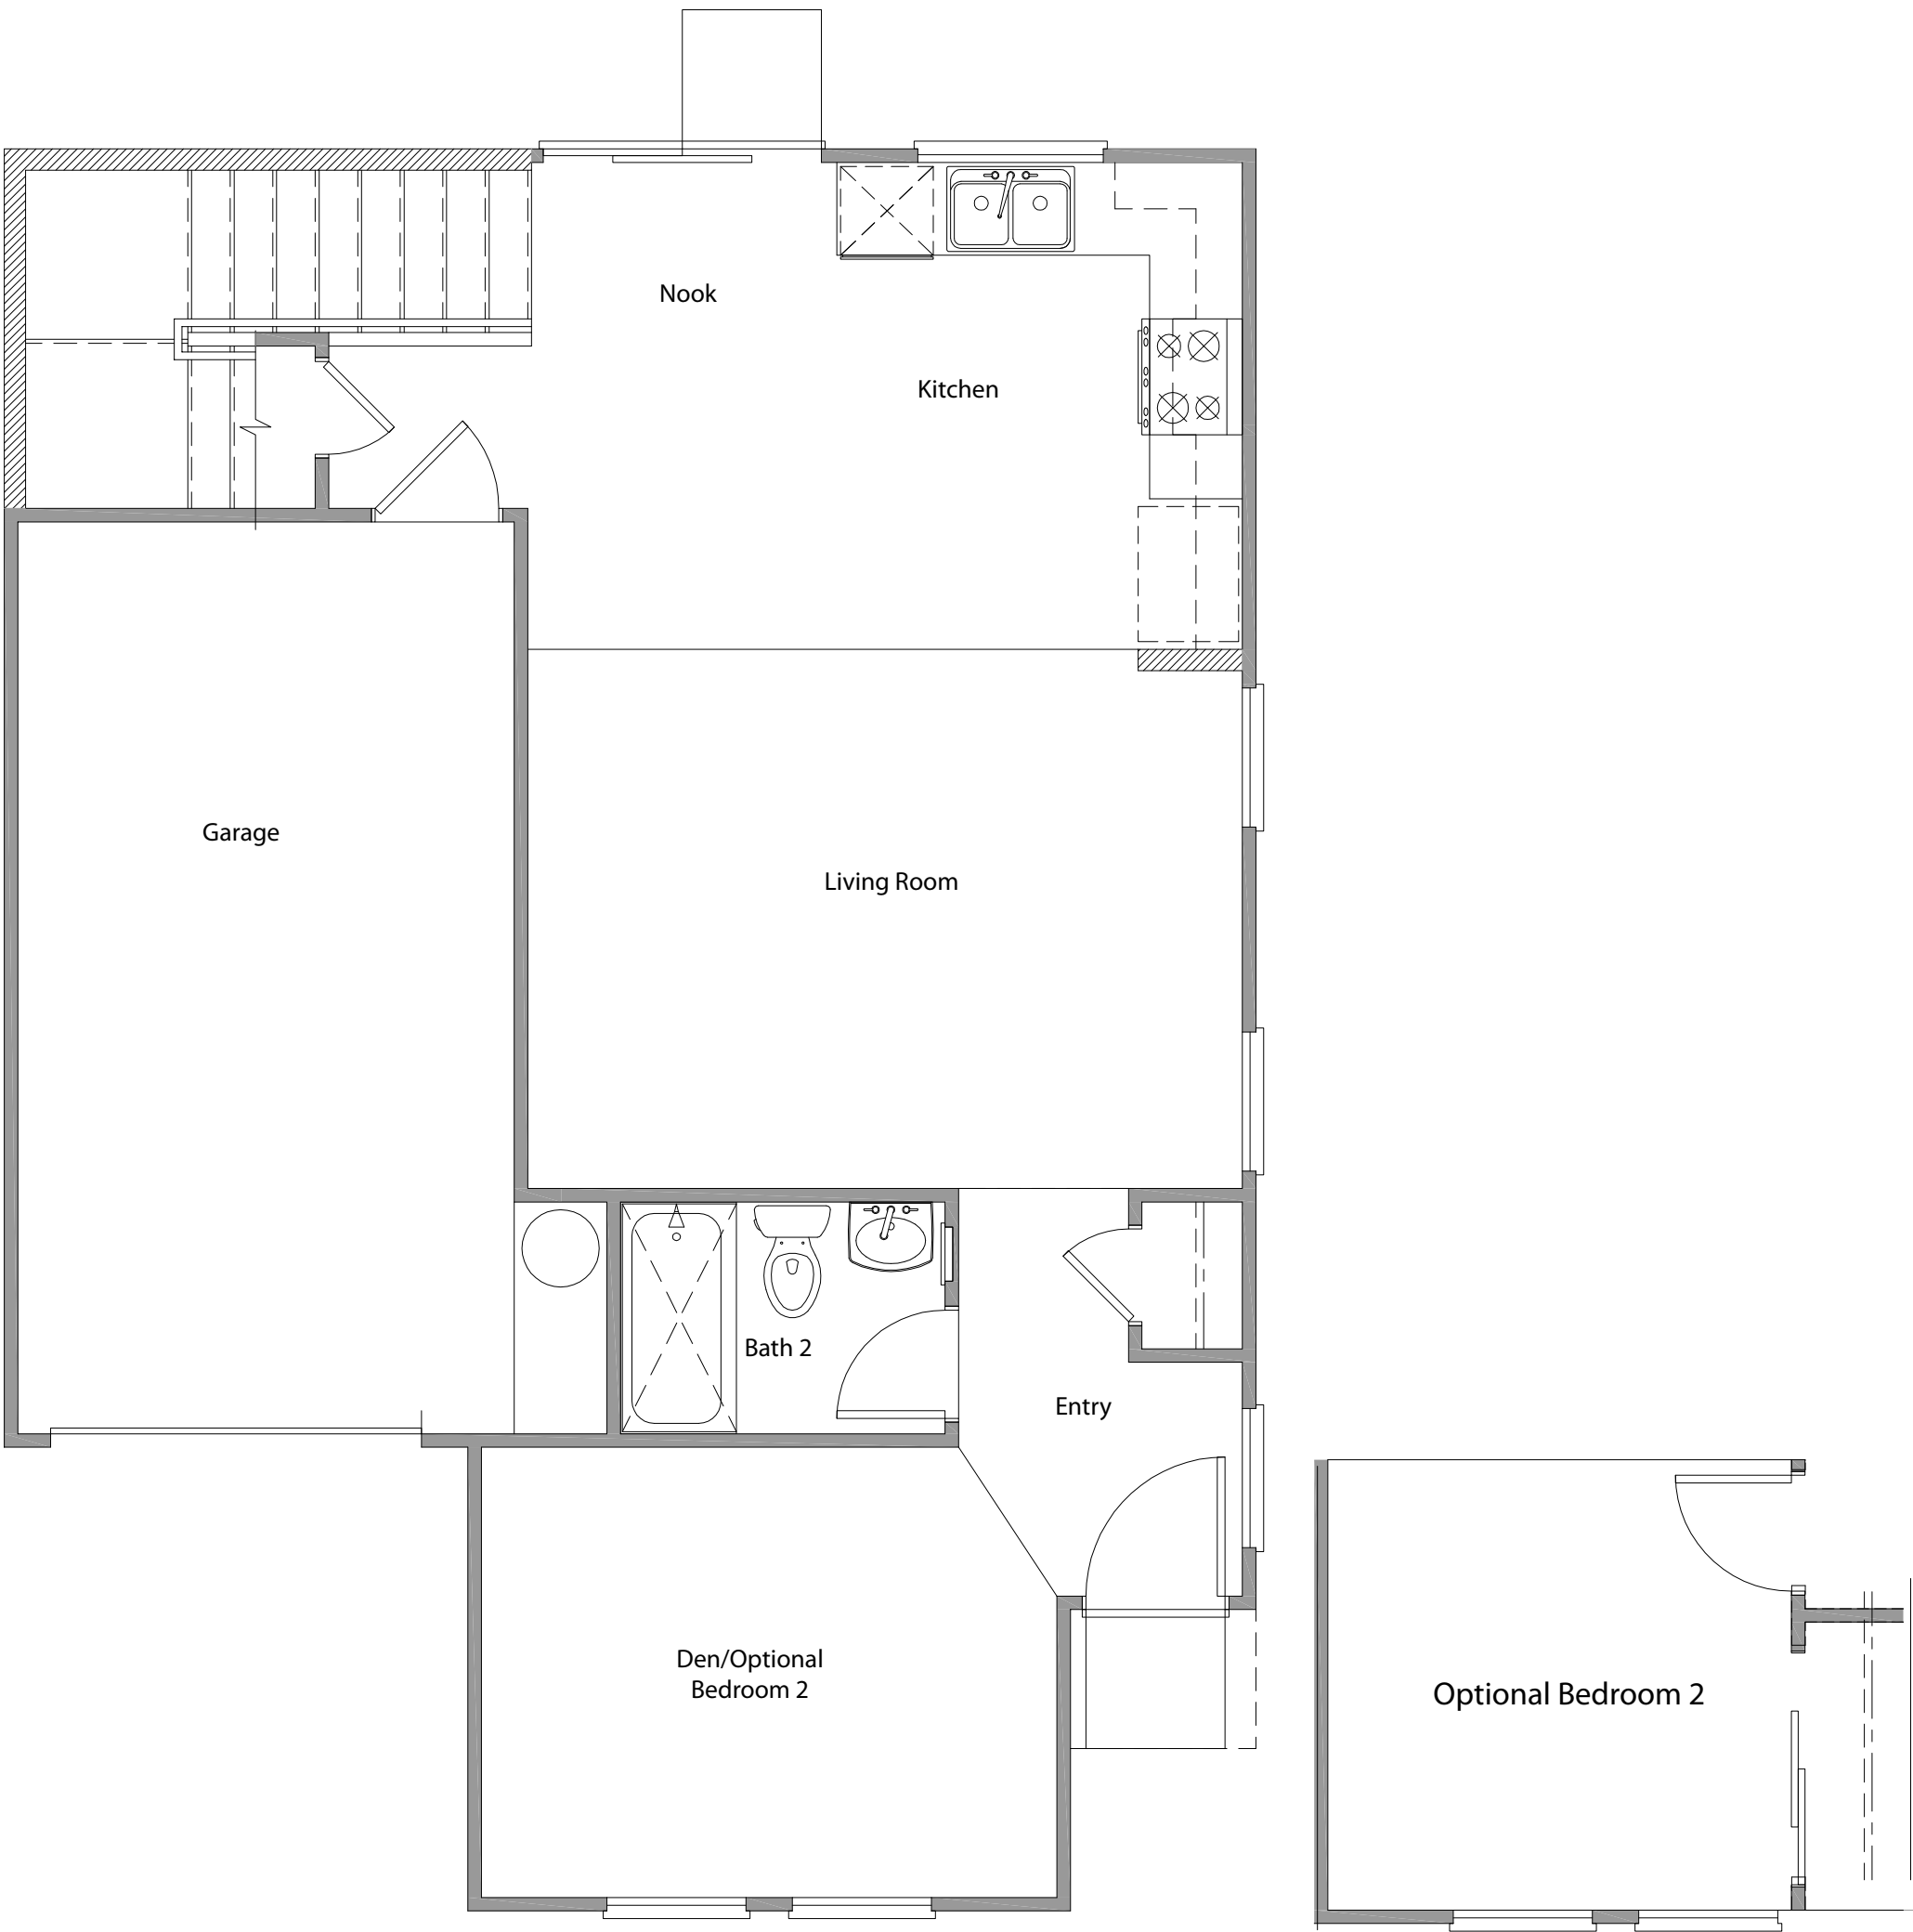 Nook
Kitchen
Garage
Living Room
Bath 2
Entry
Den/Optional
Bedroom 2
Optional Bedroom 2